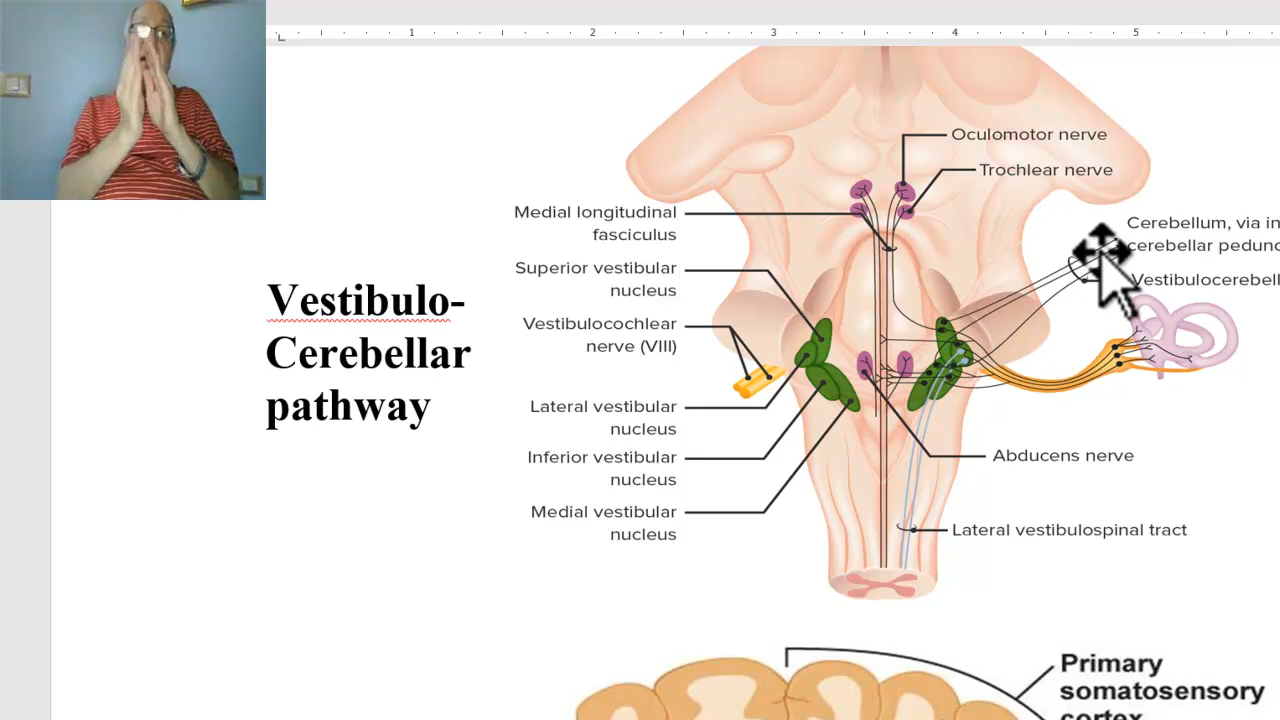 1 2 3 4 5
Oculomotor nerve
Trochlear nerve
Medial longitudinal
fasciculus
Cerebellum, via in
cerebellar pedun
Superior vestibular
nucleus
Vestibulocerebell
Vestibulo-
Cerebellar
pathway
Vestibulocochlear
nerve (VIII)
Lateral vestibular
nucleus
Inferior vestibular
nucleus
Abducens nerve
Medial vestibular
nucleus
Lateral vestibulospinal tract
Primary
somatosensory
cortex